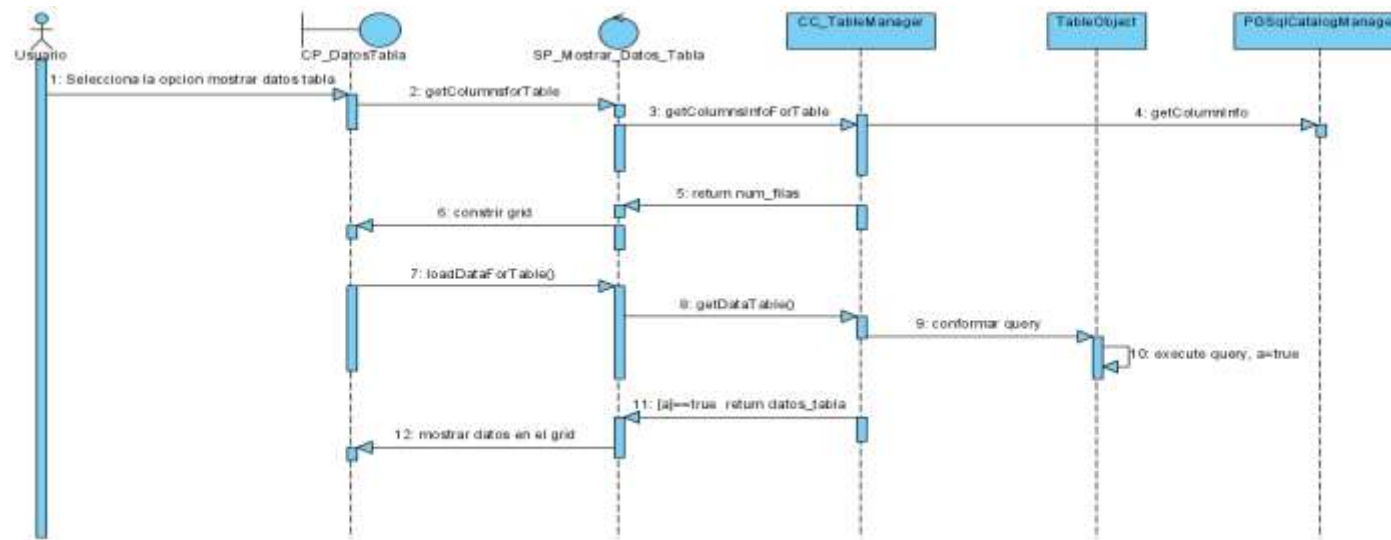 CC_TableManager
TableObject
PGSqlCatalogManage
Usuario
CP_DatosTabla
SP_Mostrar_Datos_Tabla
1: Selecciona la opcion mostrar datos tabla
2: getColumnsforTable
3: getColumnsInfoForTable
4: getColumnInfo
5: return num_filas
6: constrir grid
7: loadDataForTable()
8: getDataTable()
9: conformar query
10: execute query, a=true
11: [a]==true return datos_tabla
12: mostrar datos en el grid